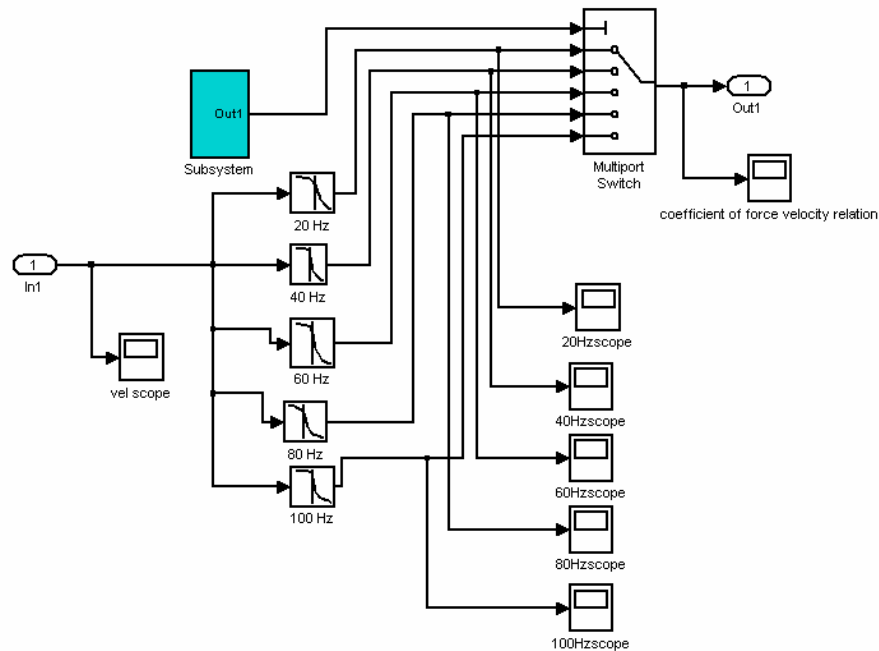 Out1
Subsystem
Multiport
Switch
1
Out1
coefficient of force velocity relation
20 Hz
1
In1
40 Hz
vel scope
60 Hz
80 Hz
100 Hz
20Hzscope
40Hzscope
60Hzscope
80Hzscope
100Hzscope